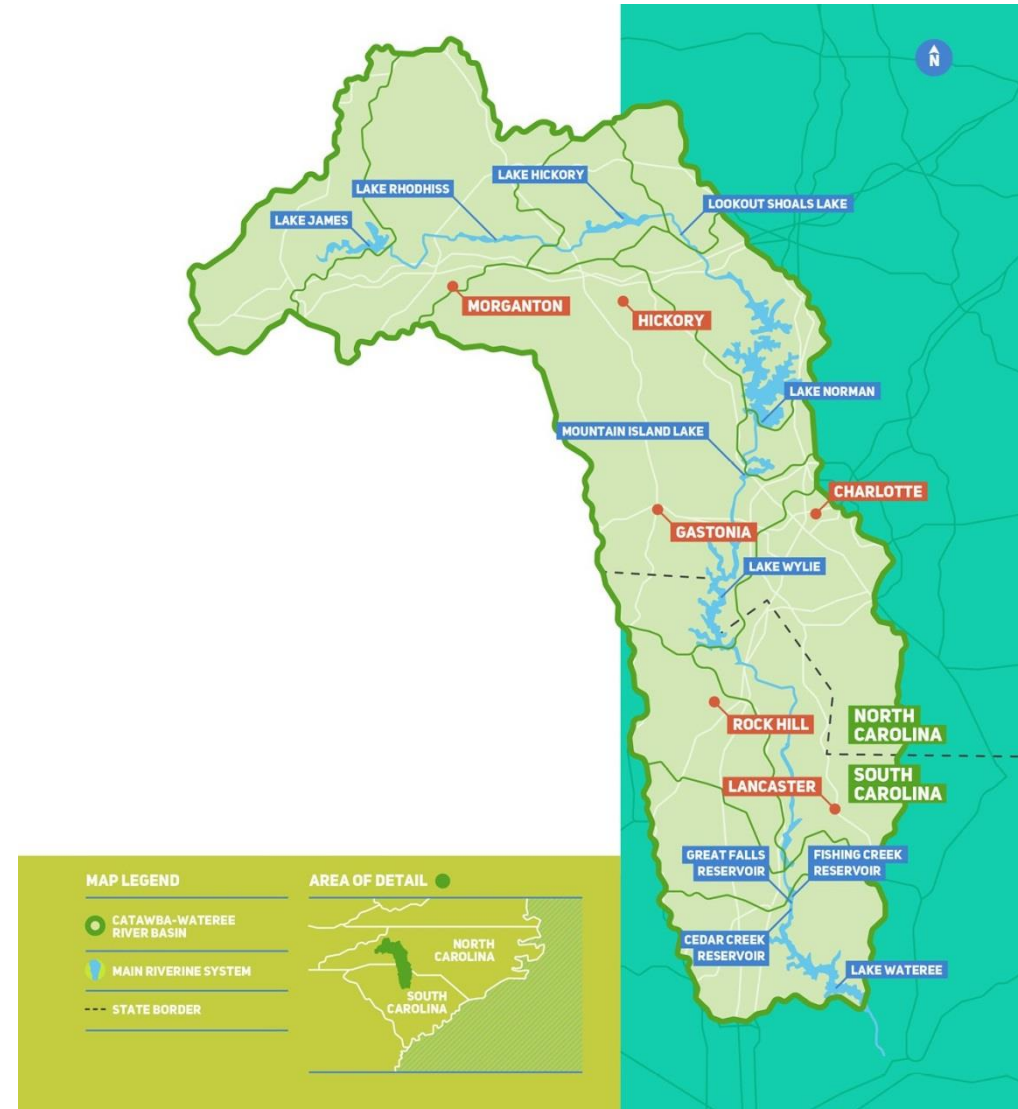 N
LAKE HICKORY
LAKE RHODHISS
LOOKOUT SHOALS LAKE
LAKE JAMES
MORGANTON
HICKORY
LAKE NORMAN
MOUNTAIN ISLAND LAKE
CHARLOTTE
GASTONIA
LAKE WYLIE
ROCK HILL
NORTH
CAROLINA
SOUTH
CAROLINA
LANCASTER
GREAT FALLS
RESERVOIR
FISHING CREEK
RESERVOIR
CEDAR CREEK
RESERVOIR
LAKE WATEREE
MAP LEGEND
CATAWBA-WATEREE
RIVER BASIN
MAIN RIVERINE SYSTEM
STATE BORDER
AREA OF DETAIL
NORTH
CAROLINA
SOUTH
CAROLINA